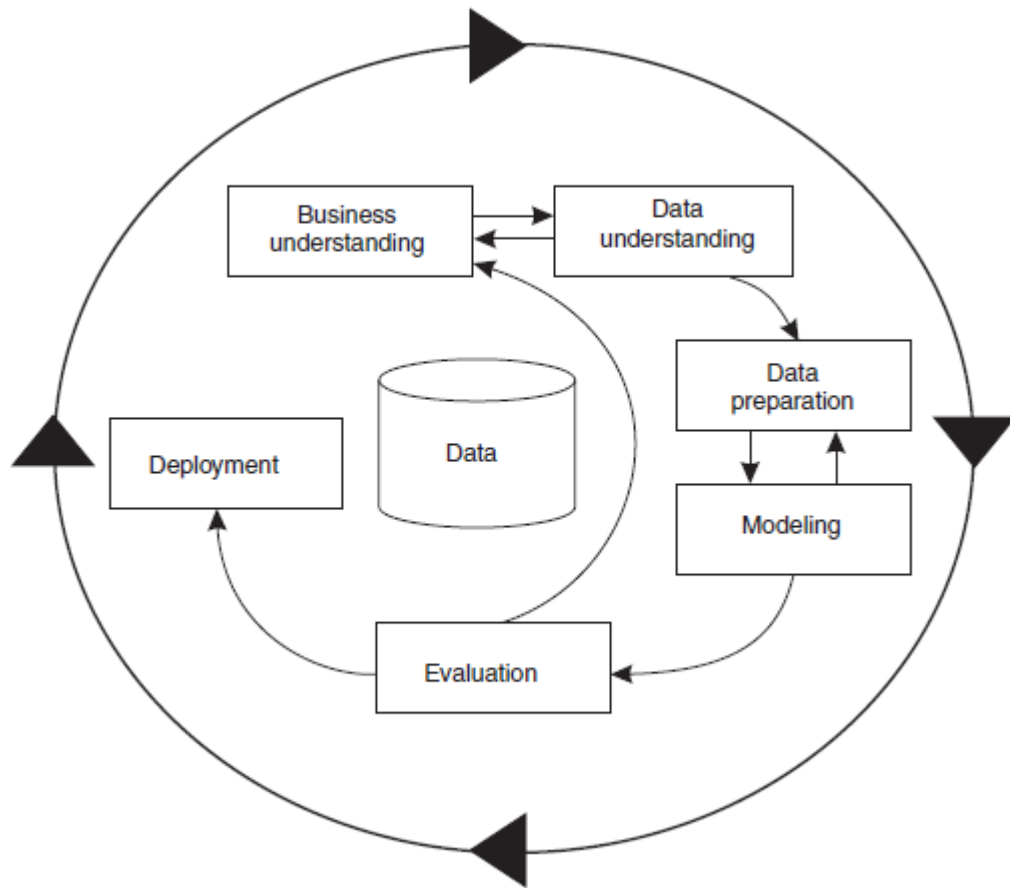 Business
understanding
Data
understanding
Data
preparation
Deployment
Data
Modeling
Evaluation